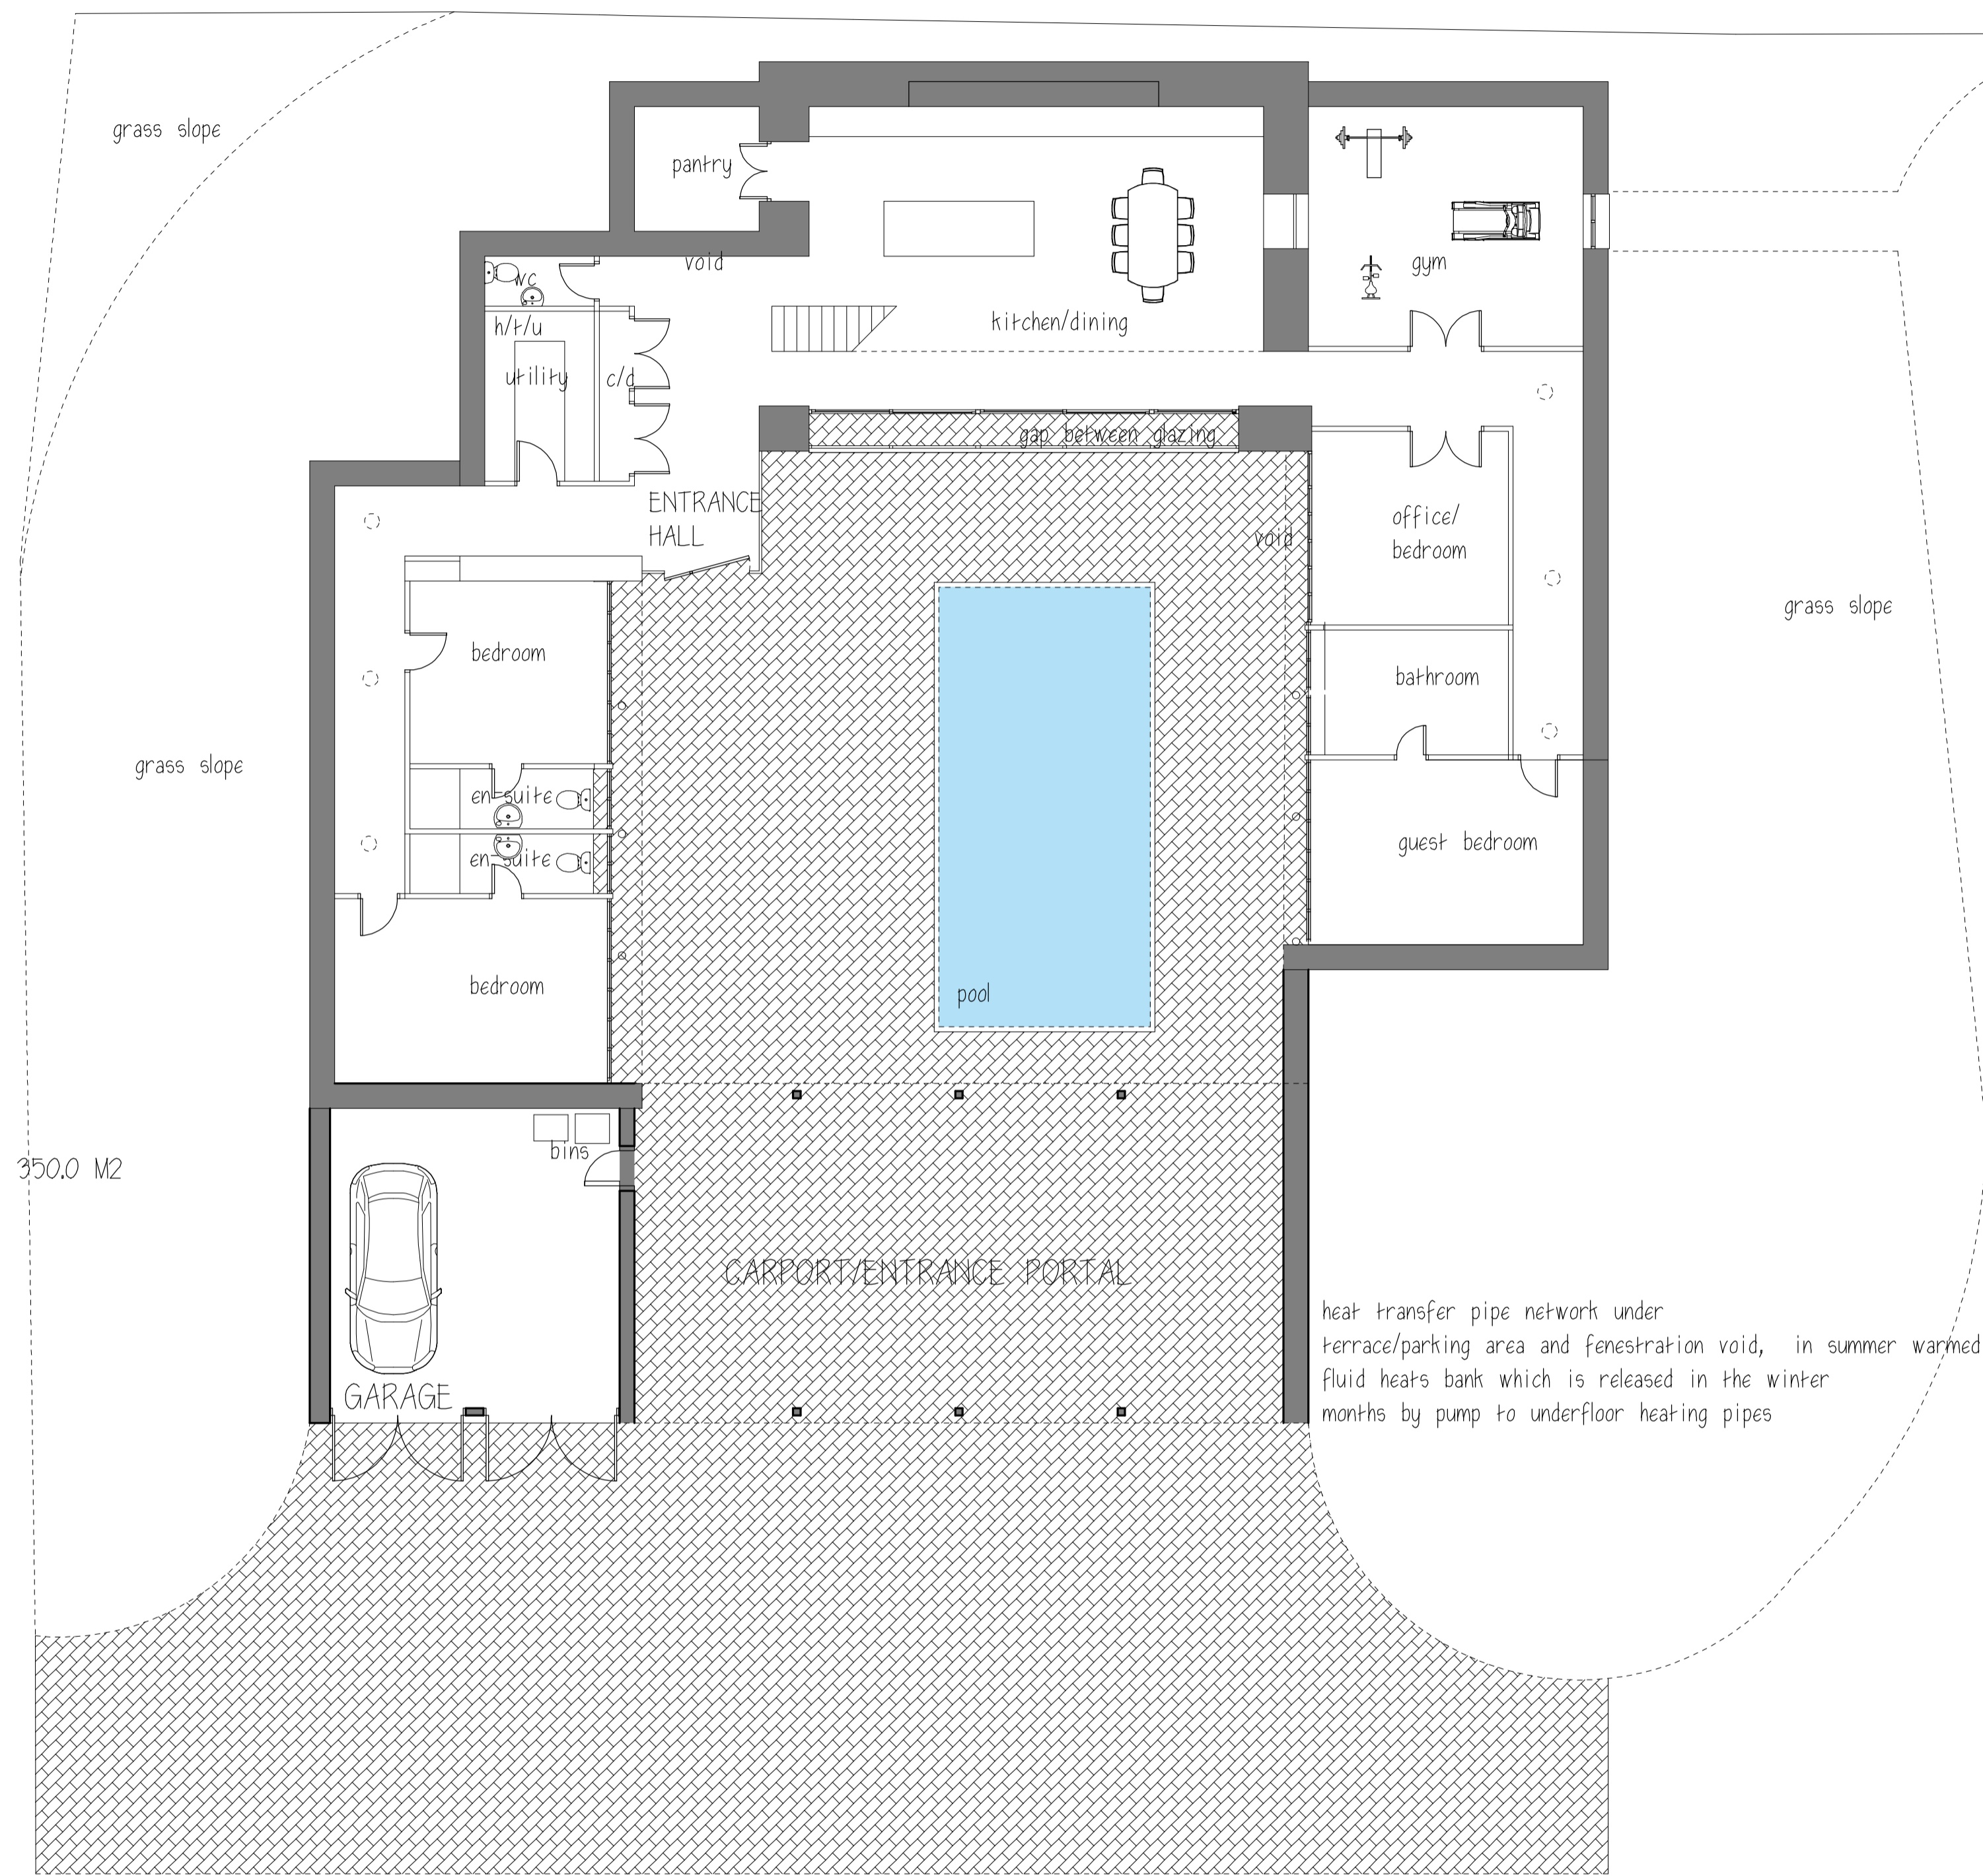 grass slope
pantry
void
wc
h/t/u
utility
c/d
kitchen/dining
gym
gap between glazing
ENTRANCE
HALL
void
office/
bedroom
grass slope
bedroom
bathroom
grass slope
en-suite
en-suite
guest bedroom
bedroom
pool
bins
350.0 M2
CARPORT/ENTRANCE PORTAL
GARAGE
heat transfer pipe network under
terrace/parking area and fenestration void, in summer warmed
fluid heats bank which is released in the winter
months by pump to underfloor heating pipes